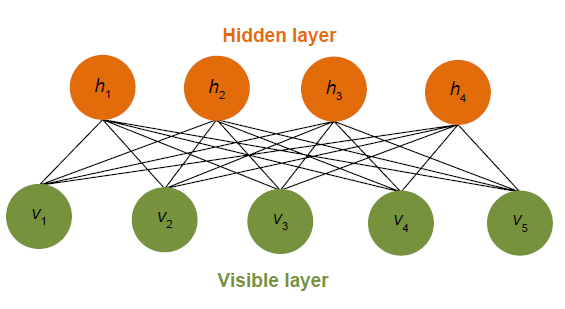 Hidden layer
h1 h2 h3 h4
V1 V2 V3 V4 V5
Visible layer